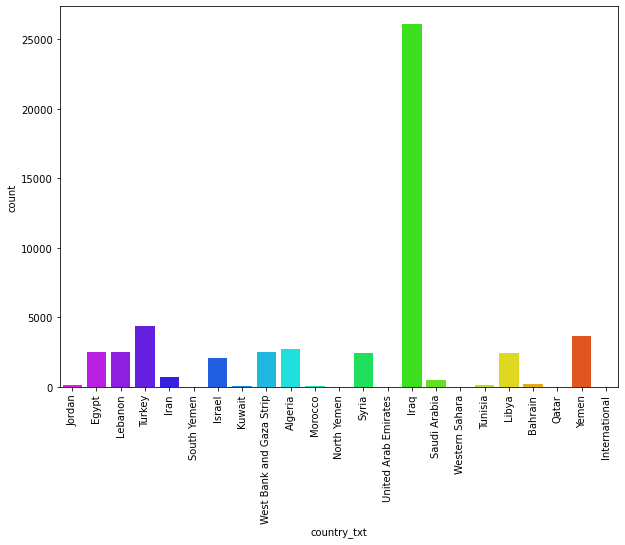 25000
20000
15000
10000
5000
0
count
Jordan
Egypt
Lebanon
Turkey
Iran
South Yemen
Israel
Kuwait
West Bank and Gaza Strip
Algeria
Morocco
North Yemen
Syria
United Arab Emirates
Iraq
Saudi Arabia
Western Sahara
Tunisia
Libya
Bahrain
Qatar
Yemen
International
country_txt